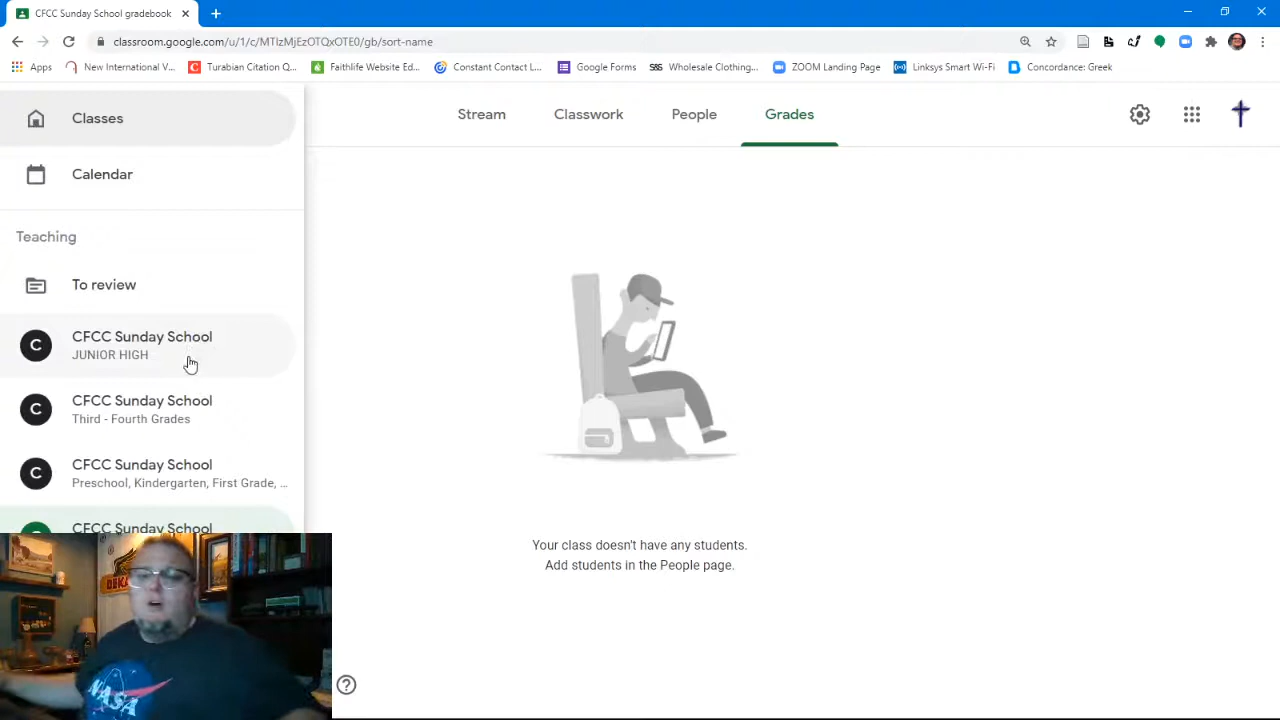 CFCC Sunday School gradebook
classroom.google.com/u/1/c/MTIzMjEzOTQxOTE0/gb/sort-name
Apps New International V... Turabian Citation Q... Faithlife Website Ed... Constant Contact L... Google Forms S&S Wholesale Clothing,... ZOOM Landing Page Linksys Smart Wi-Fi Concordance: Greek
Classes
Stream Classwork People Grades
Calendar
Teaching
To review
C CFCC Sunday School
JUNIOR HIGH
C CFCC Sunday School
Third - Fourth Grades
C CFCC Sunday School
Preschool, Kindergarten, First Grade, ...
CFCC Sunday School
Your class doesn't have any students.
Add students in the People page.
NASA